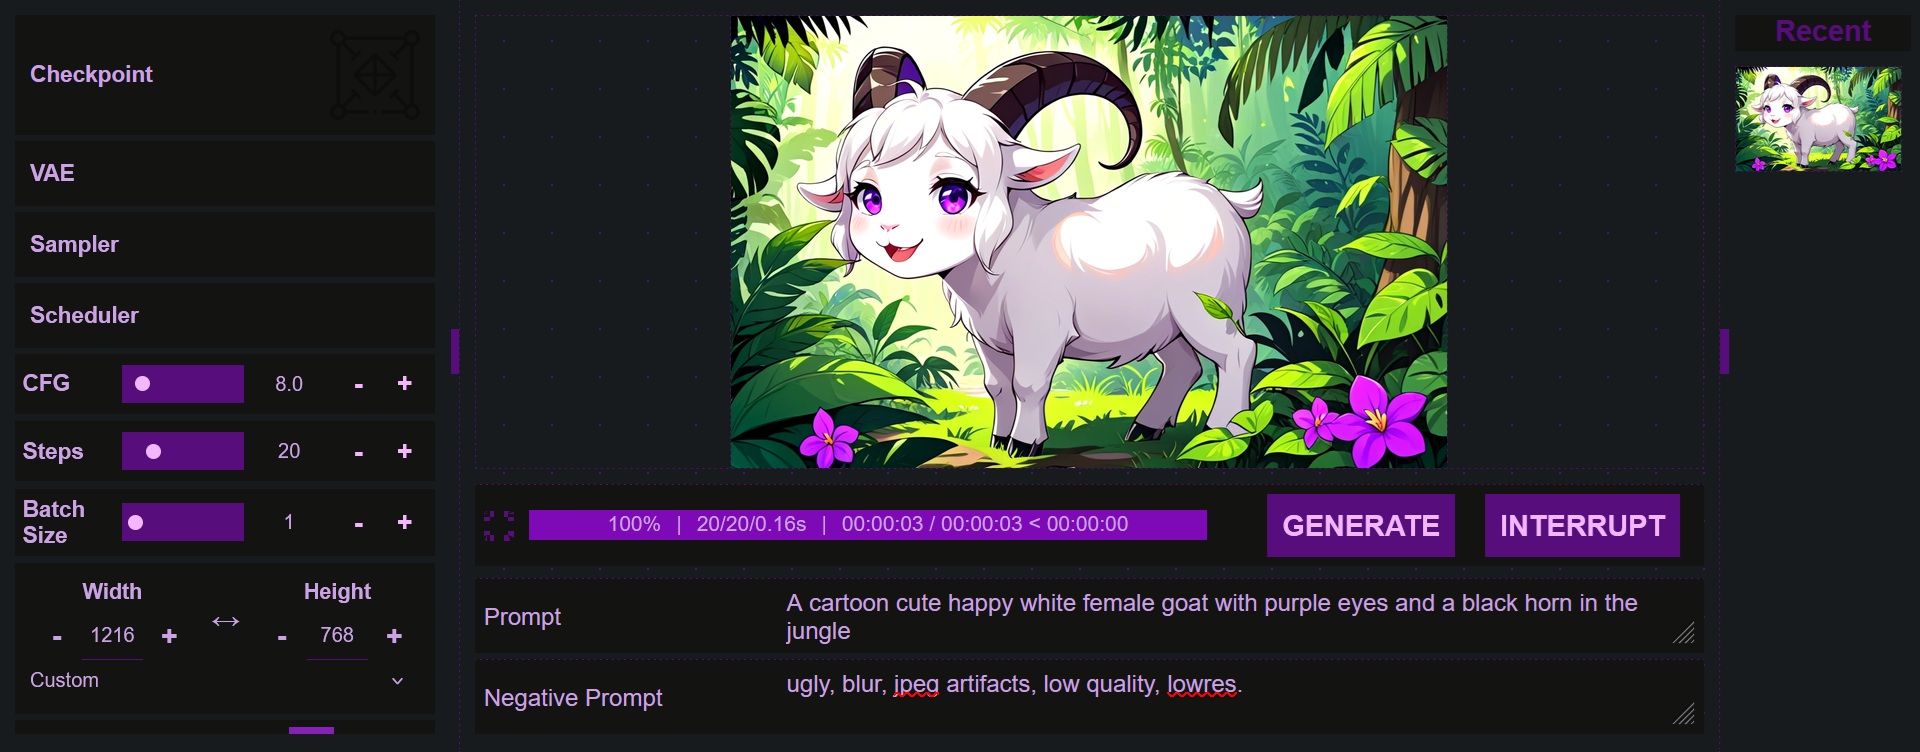 Checkpoint
VAE
Sampler
Scheduler
CFG 8.0 - +
Steps 20 - +
Batch
Size 1 - +
Width Height
- 1216 + ↔ - 768 +
Custom
100% | 20/20/0.16s | 00:00:03 / 00:00:03 < 00:00:00
GENERATE INTERRUPT
Prompt
A cartoon cute happy white female goat with purple eyes and a black horn in the
jungle
Negative Prompt
ugly, blur, jpeg artifacts, low quality, lowres.
Recent